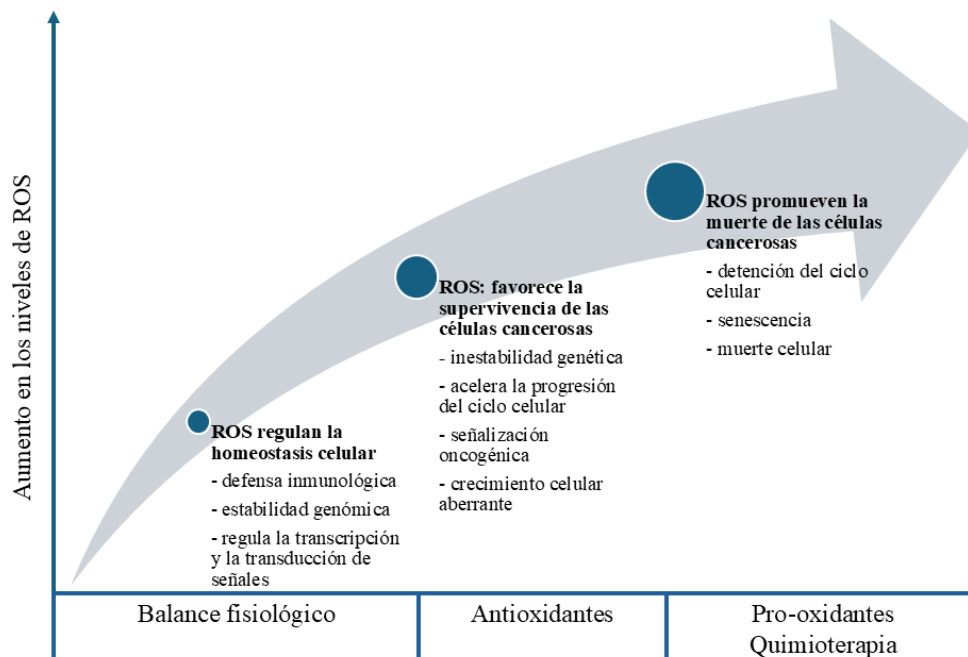 Aumento en los niveles de ROS
ROS regulan la
homeostasis celular
- defensa inmunológica
- estabilidad genómica
- regula la transcripción
y la transducción de
señales
ROS: favorece la
supervivencia de las
células cancerosas
- inestabilidad genética
- acelera la progresión
del ciclo celular
- señalización
oncogénica
- crecimiento celular
aberrante
ROS promueven la
muerte de las células
cancerosas
- detención del ciclo
celular
- senescencia
- muerte celular
Balance fisiológico
Antioxidantes
Pro-oxidantes
Quimioterapia